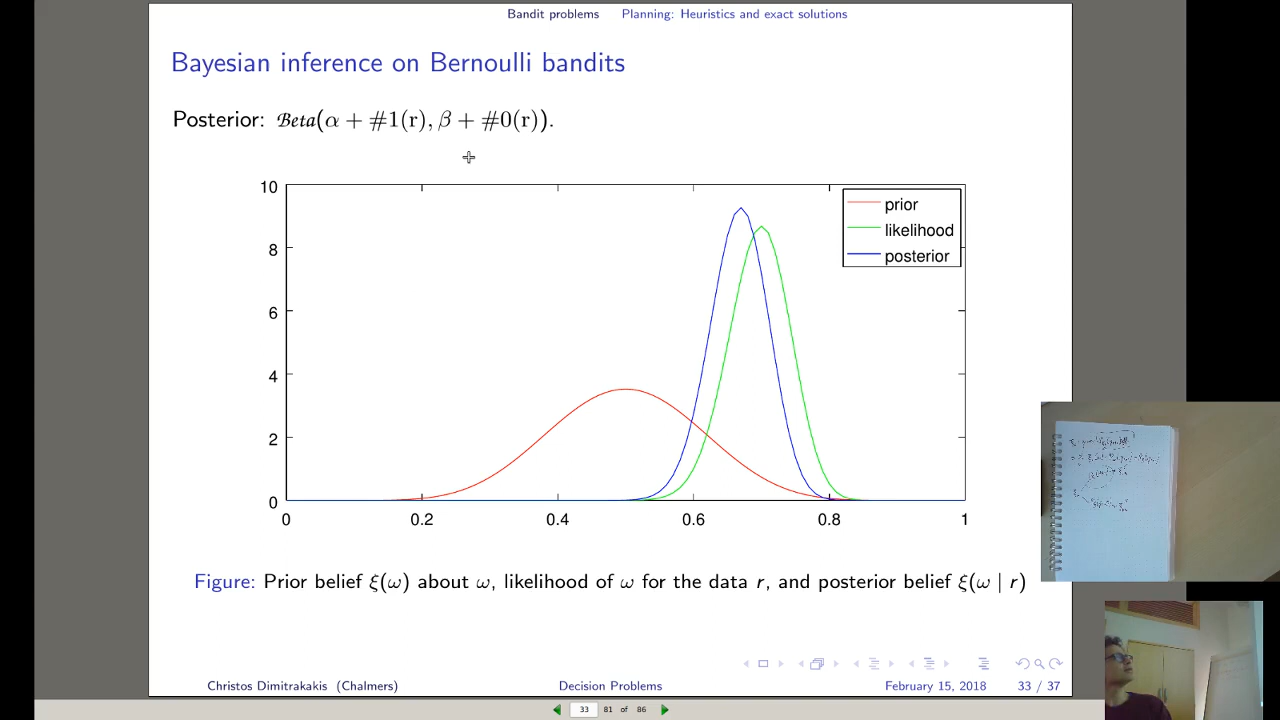 Bandit problems Planning: Heuristics and exact solutions
Bayesian inference on Bernoulli bandits
Posterior: Beta(α + #1(r), β + #0(r)).
10
8
6
4
2
0
0 0.2 0.4 0.6 0.8 1
prior
likelihood
posterior
Figure: Prior belief ξ(ω) about ω, likelihood of ω for the data r, and posterior belief ξ(ω | r)
Christos Dimitrakakis (Chalmers) Decision Problems February 15, 2018 33 / 37
33 81 of 86